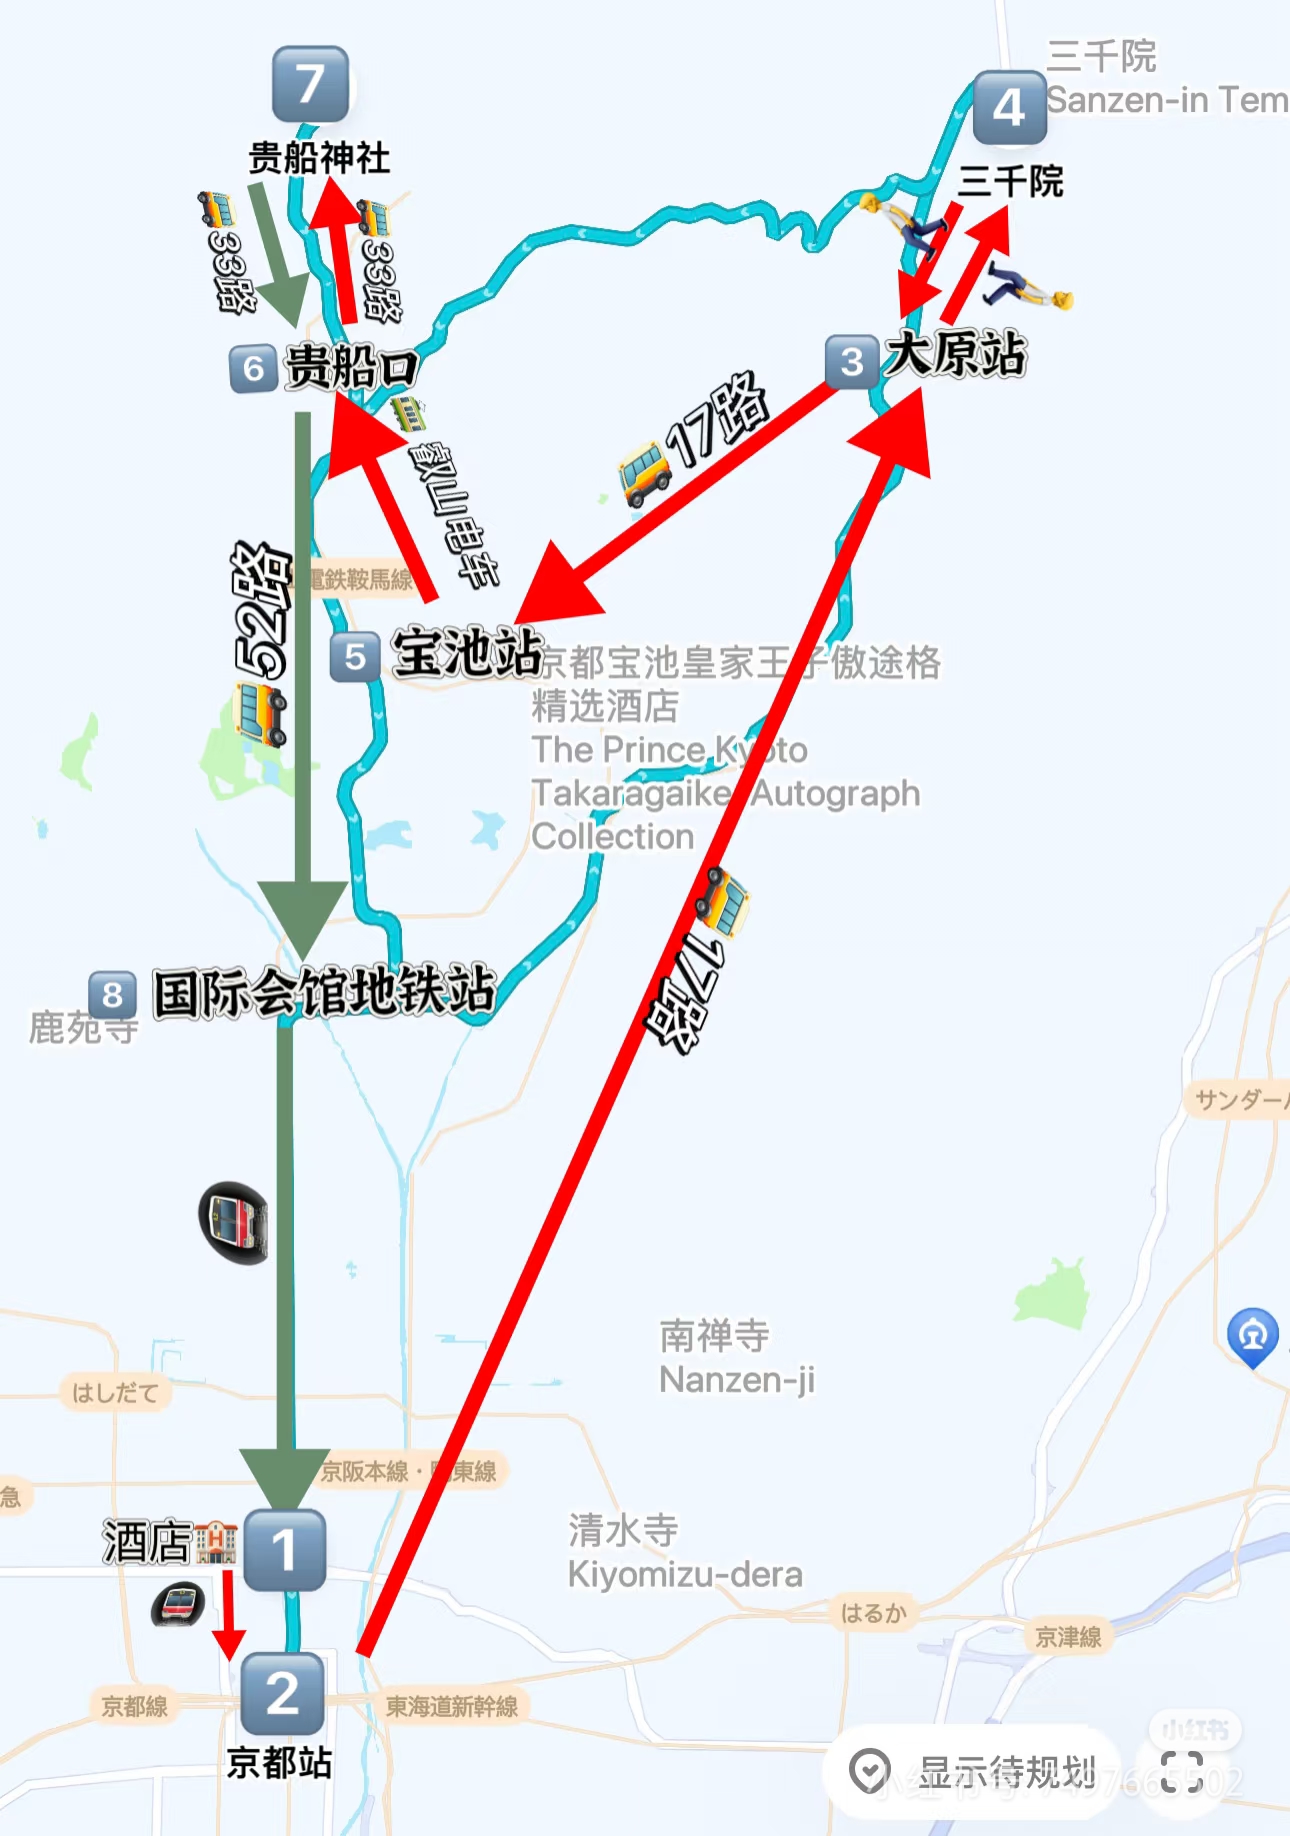 7
贵船神社
三千院
Sanzen-in Tem
4
三千院
33路
33路
6
贵船口
3
大原站
17路
叡山电车
電鉄鞍馬線
52路
5
宝池站
京都宝池皇家王子傲途格
精选酒店
The Prince Kyoto
Takaragaike, Autograph
Collection
17路
8
国际会馆地铁站
鹿苑寺
サンダー
南禅寺
Nanzen-ji
はしだて
京阪本線・
東線
急
酒店
H
1
清水寺
Kiyomizu-dera
はるか
京津線
2
京都線
東海道新幹線
京都站
小红书
显示待规划
小红书号:7497665502